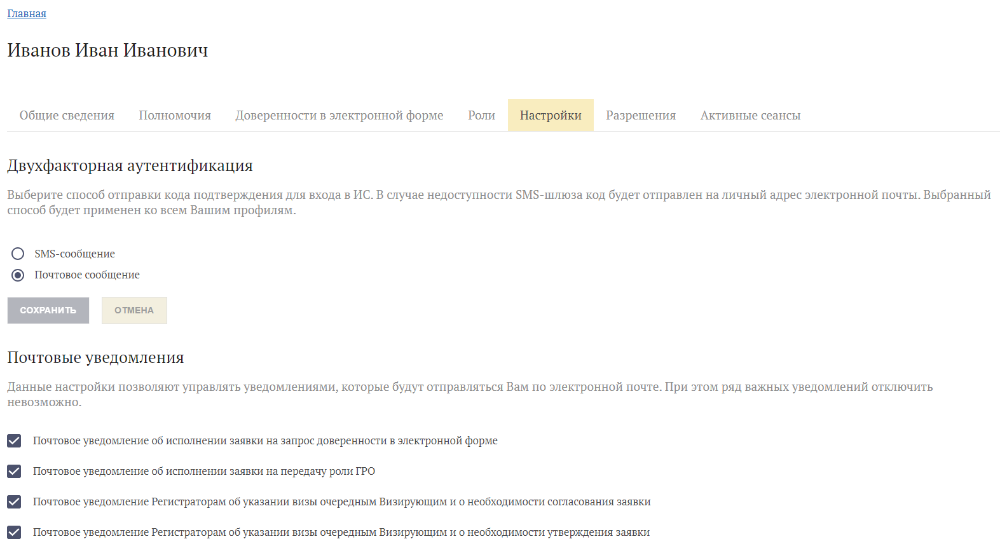 Главная
Иванов Иван Иванович
Общие сведения Полномочия Доверенности в электронной форме Роли Настройки Разрешения Активные сеансы
Двухфакторная аутентификация
Выберите способ отправки кода подтверждения для входа в ИС. В случае недоступности SMS-шлюза код будет отправлен на личный адрес электронной почты. Выбранный
способ будет применен ко всем Вашим профилям.
SMS-сообщение
Почтовое сообщение
СОХРАНИТЬ ОТМЕНА
Почтовые уведомления
Данные настройки позволяют управлять уведомлениями, которые будут отправляться Вам по электронной почте. При этом ряд важных уведомлений отключить
невозможно.
Почтовое уведомление об исполнении заявки на запрос доверенности в электронной форме
Почтовое уведомление об исполнении заявки на передачу роли ГРО
Почтовое уведомление Регистраторам об указании визы очередным Визирующим и о необходимости согласования заявки
Почтовое уведомление Регистраторам об указании визы очередным Визирующим и о необходимости утверждения заявки